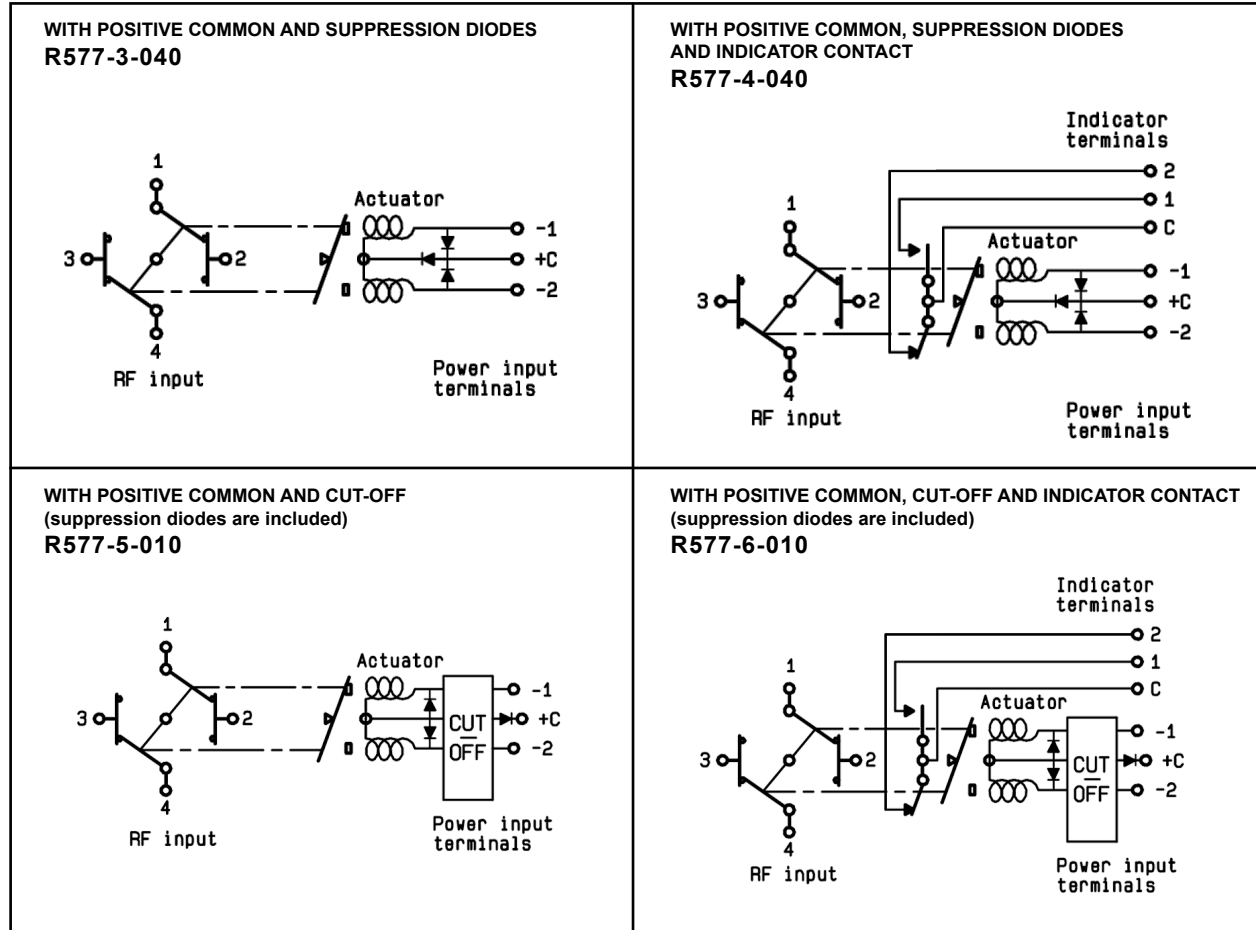 WITH POSITIVE COMMON AND SUPPRESSION DIODES
R577-3-040
1
Actuator
-1
3
2
+C
-2
4
RF input
Power input
terminals
WITH POSITIVE COMMON, SUPPRESSION DIODES
AND INDICATOR CONTACT
R577-4-040
Indicator
terminals
2
1
1
C
Actuator
-1
3
2
+C
-2
4
RF input
Power input
terminals
WITH POSITIVE COMMON AND CUT-OFF
(suppression diodes are included)
R577-5-010
1
Actuator
-1
3
2
CUT
+C
OFF
-2
4
RF input
Power input
terminals
WITH POSITIVE COMMON, CUT-OFF AND INDICATOR CONTACT
(suppression diodes are included)
R577-6-010
Indicator
terminals
2
1
1
C
Actuator
-1
3
2
CUT
+C
OFF
-2
4
RF input
Power input
terminals